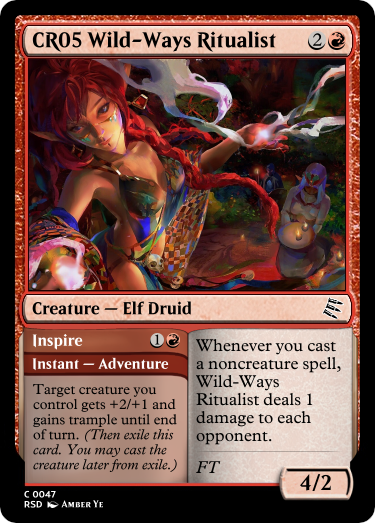 CR05 Wild-Ways Ritualist 2
Creature — Elf Druid
Inspire 1
Instant — Adventure
Target creature you
control gets +2/+1 and
gains trample until end
of turn. (Then exile this
card. You may cast the
creature later from exile.)
Whenever you cast
a noncreature spell,
Wild-Ways
Ritualist deals 1
damage to each
opponent.
FT
4/2
C 0047
RSD Amber Ye